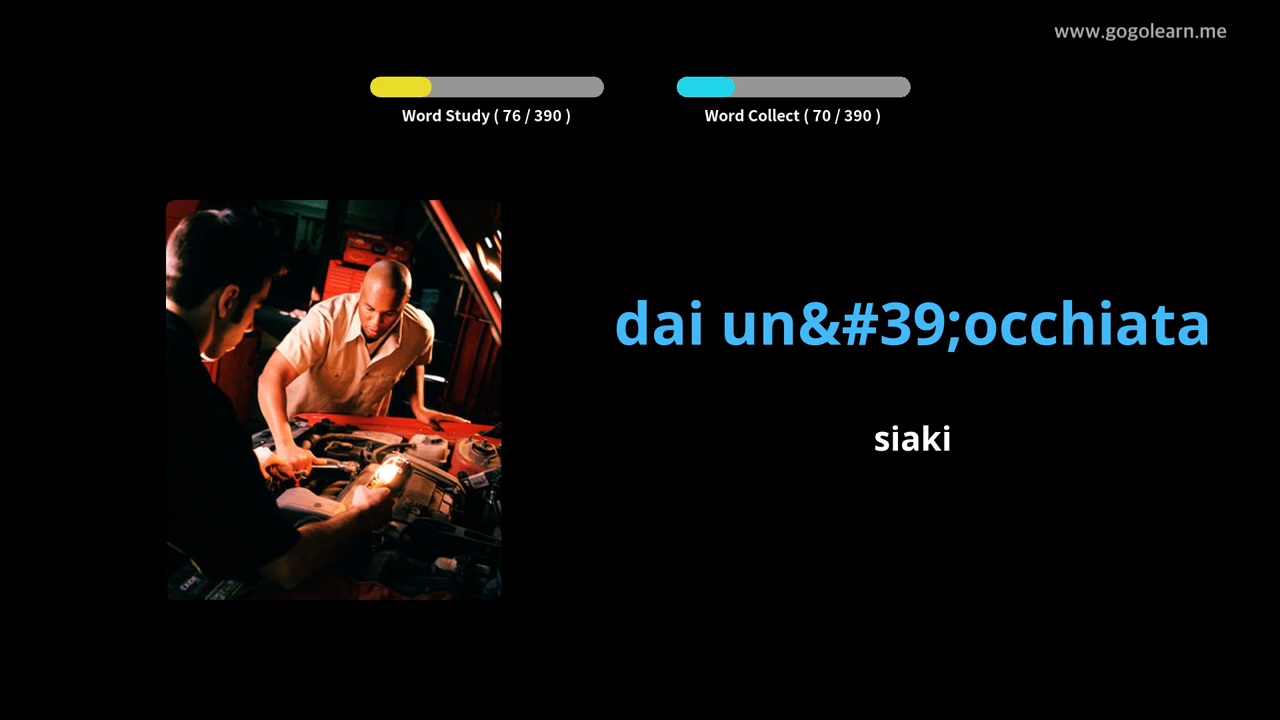 www.gogolearn.me
Word Study ( 76 / 390 )
Word Collect ( 70 / 390 )
dai un&#39;occhiata
siaki